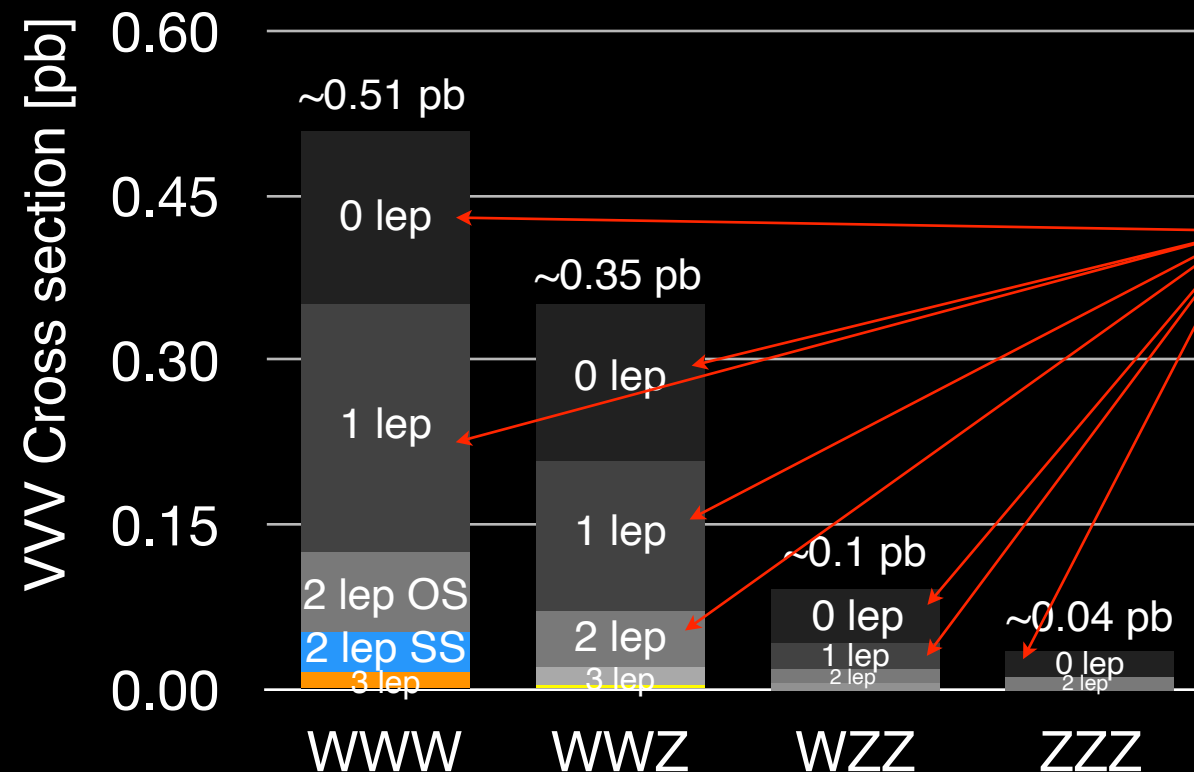 VVV Cross section [pb]
0.60
0.45
0.30
0.15
0.00
~0.51 pb
0 lep
1 lep
2 lep OS
2 lep SS
3 lep
WWW
~0.35 pb
0 lep
1 lep
2 lep
3 lep
WWZ
~0.1 pb
0 lep
1 lep
2 lep
WZZ
~0.04 pb
0 lep
2 lep
ZZZ